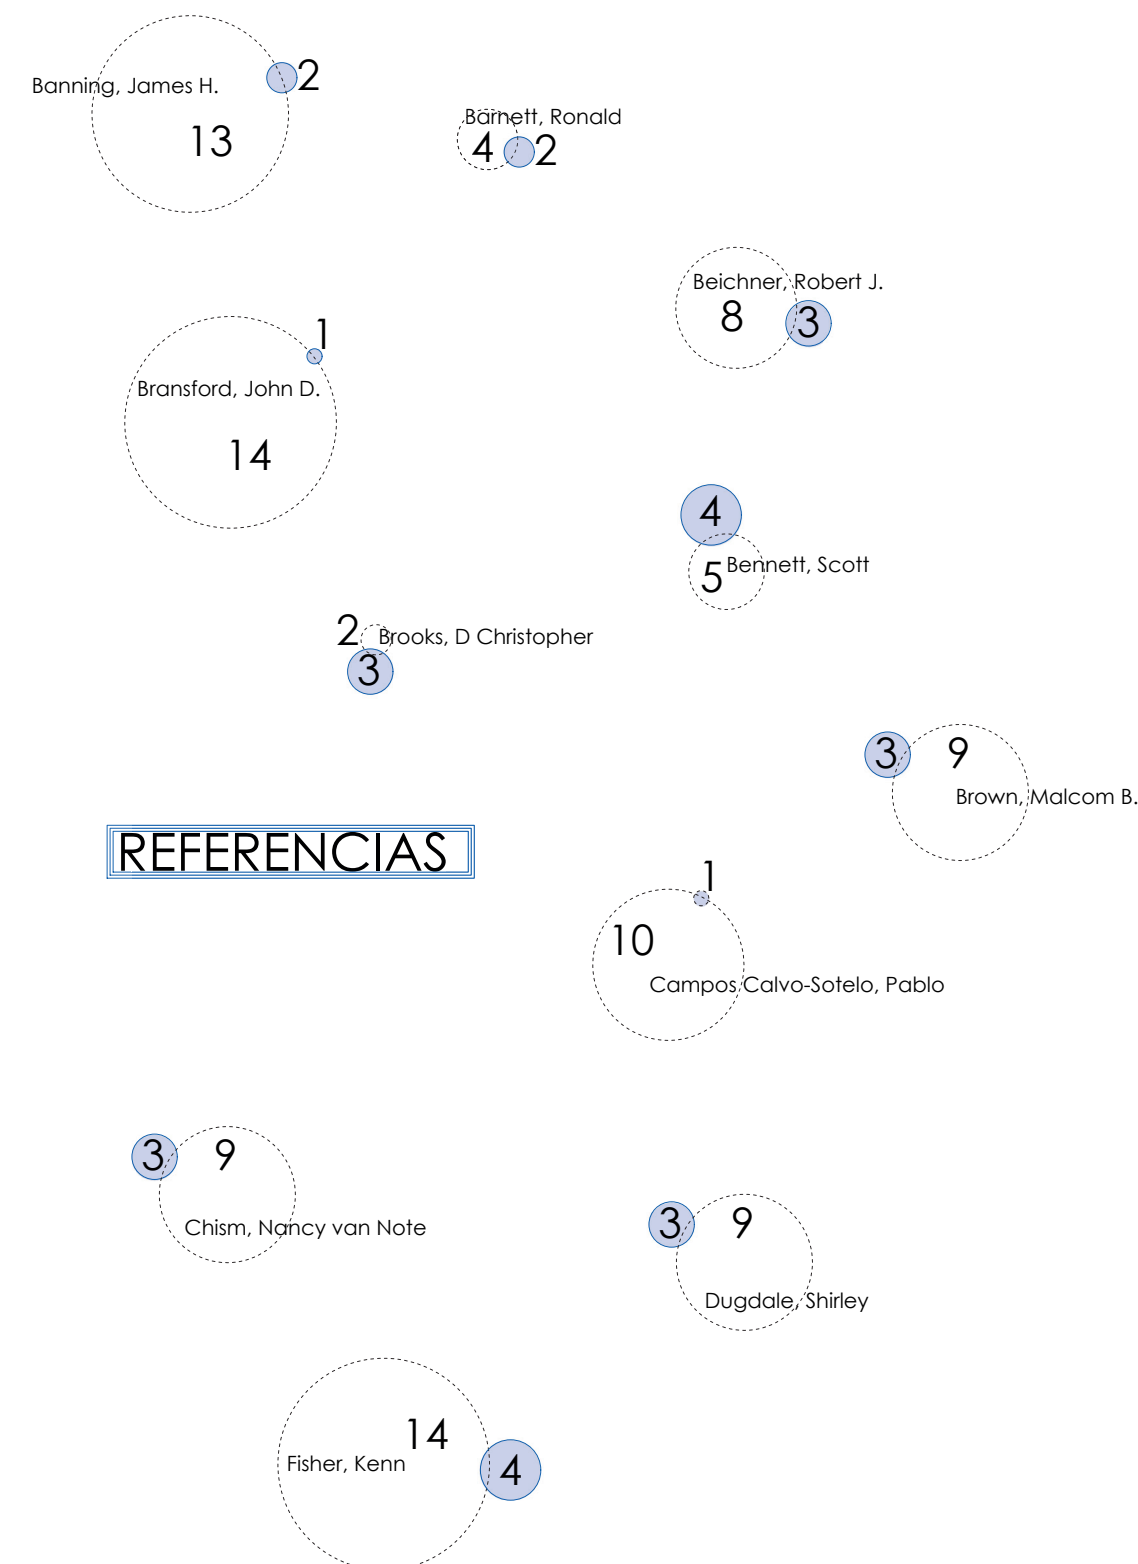 Banning, James H.
2
13
Barnett, Ronald
4
2
Beichner, Robert J.
8
3
1
Bransford, John D.
14
4
5
Bennett, Scott
2
Brooks, D Christopher
3
3
9
Brown, Malcom B.
REFERENCIAS
1
10
Campos Calvo-Sotelo, Pablo
3
9
Chism, Nancy van Note
3
9
Dugdale, Shirley
14
Fisher, Kenn
4